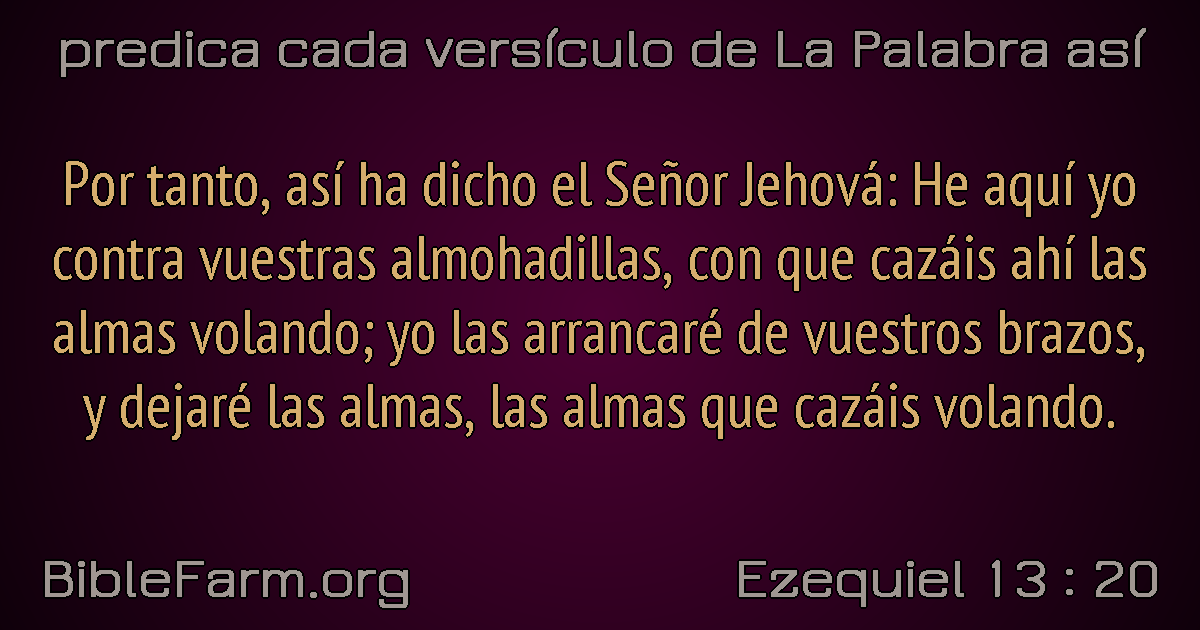 predica cada versículo de La Palabra así
Por tanto, así ha dicho el Señor Jehová: He aquí yo
contra vuestras almohadillas, con que cazáis ahí las
almas volando; yo las arrancaré de vuestros brazos,
y dejaré las almas, las almas que cazáis volando.
BibleFarm.org
Ezequiel 13 : 20